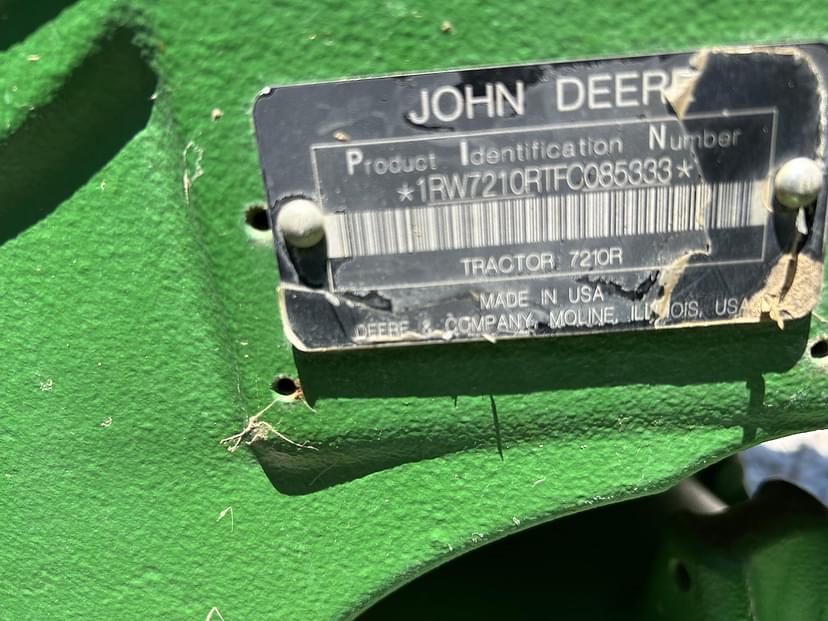 JOHN DEERE
Product Identification Number
*1RW7210RTFC085333*
TRACTOR 7210R
MADE IN USA
DEERE & COMPANY, MOLINE, ILLINOIS, USA